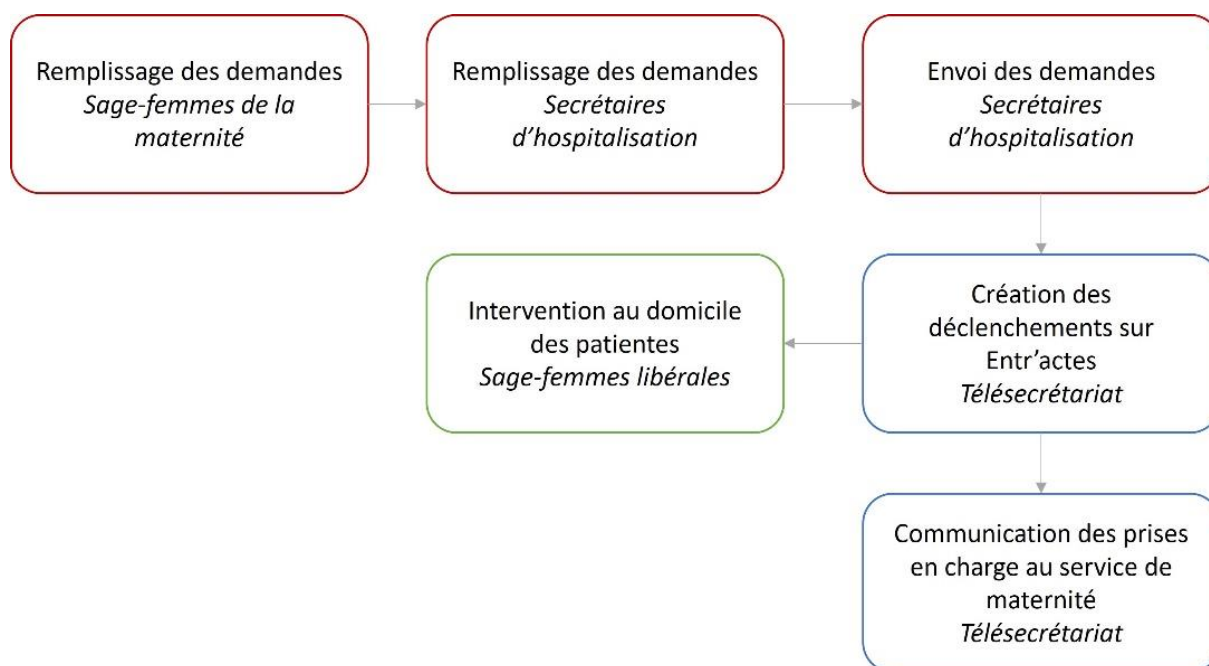 Remplissage des demandes
Sage-femmes de la
maternité
Remplissage des demandes
Secrétaires
d’hospitalisation
Envoi des demandes
Secrétaires
d’hospitalisation
Intervention au domicile
des patientes
Sage-femmes libérales
Création des
déclenchements sur
Entr’actes
Télésecrétariat
Communication des prises
en charge au service de
maternité
Télésecrétariat